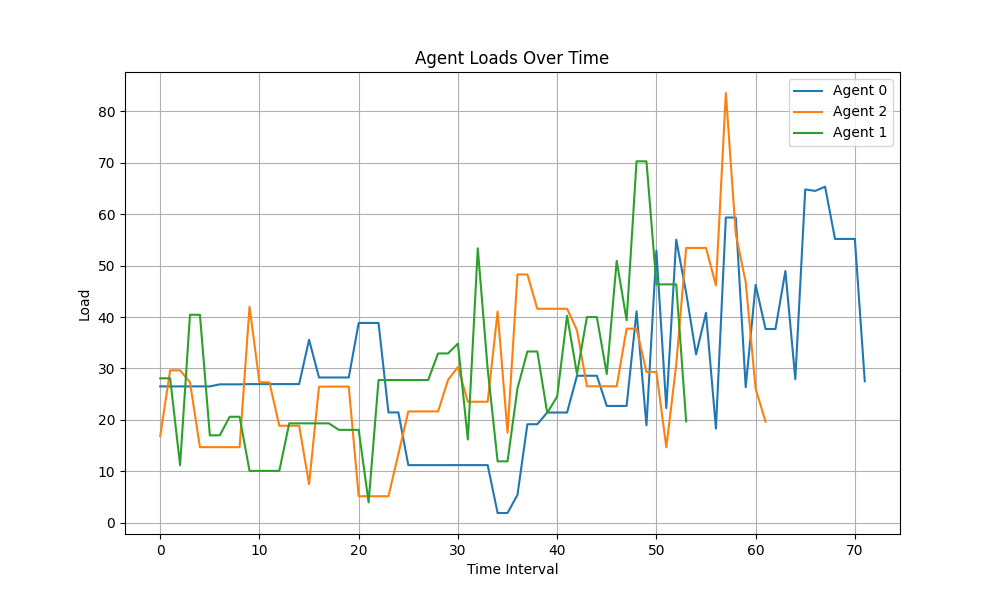 Agent Loads Over Time
Agent 0
Agent 2
Agent 1
80
70
60
50
40
30
20
10
0
Load
0 10 20 30 40 50 60 70
Time Interval